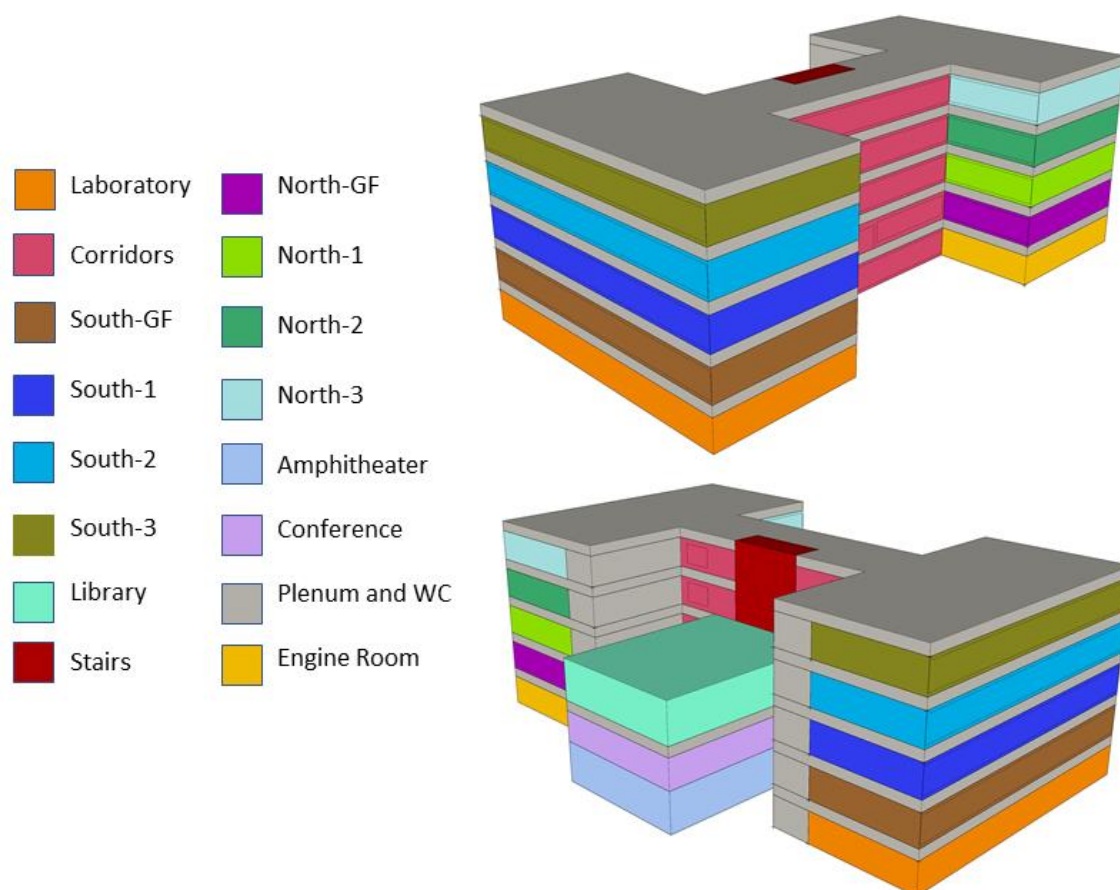 Laboratory
Corridors
South-GF
South-1
South-2
South-3
Library
Stairs
North-GF
North-1
North-2
North-3
Amphitheater
Conference
Plenum and WC
Engine Room